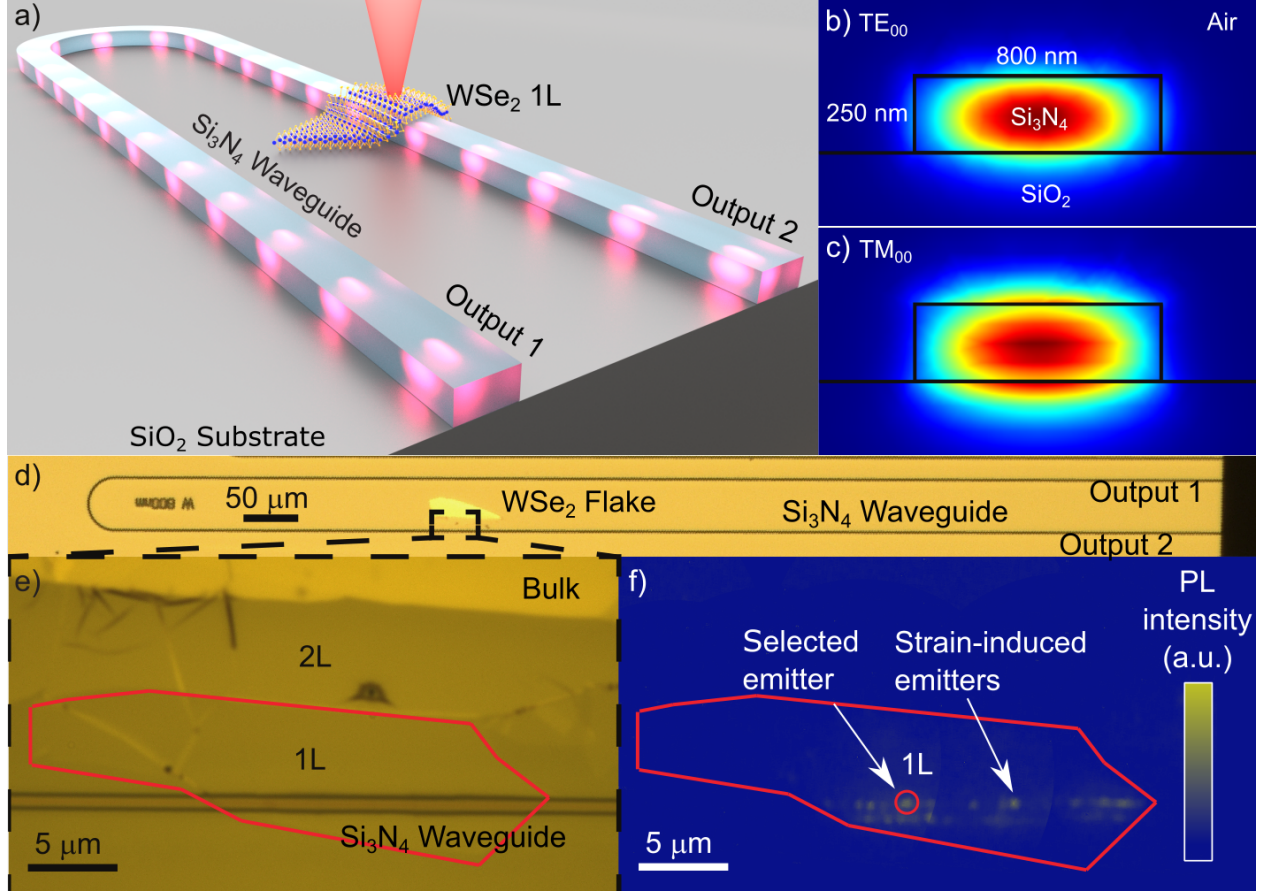 a)
WSe₂ 1L
Si₃N₄ Waveguide
Output 2
Output 1
SiO₂ Substrate
b) TE₀₀
Air
800 nm
250 nm
Si₃N₄
SiO₂
c) TM₀₀
d)
W 800nm
50 μm
WSe₂ Flake
Si₃N₄ Waveguide
Output 1
Output 2
e)
Bulk
2L
1L
Si₃N₄ Waveguide
5 μm
f)
PL
intensity
(a.u.)
Selected
emitter
Strain-induced
emitters
1L
5 μm